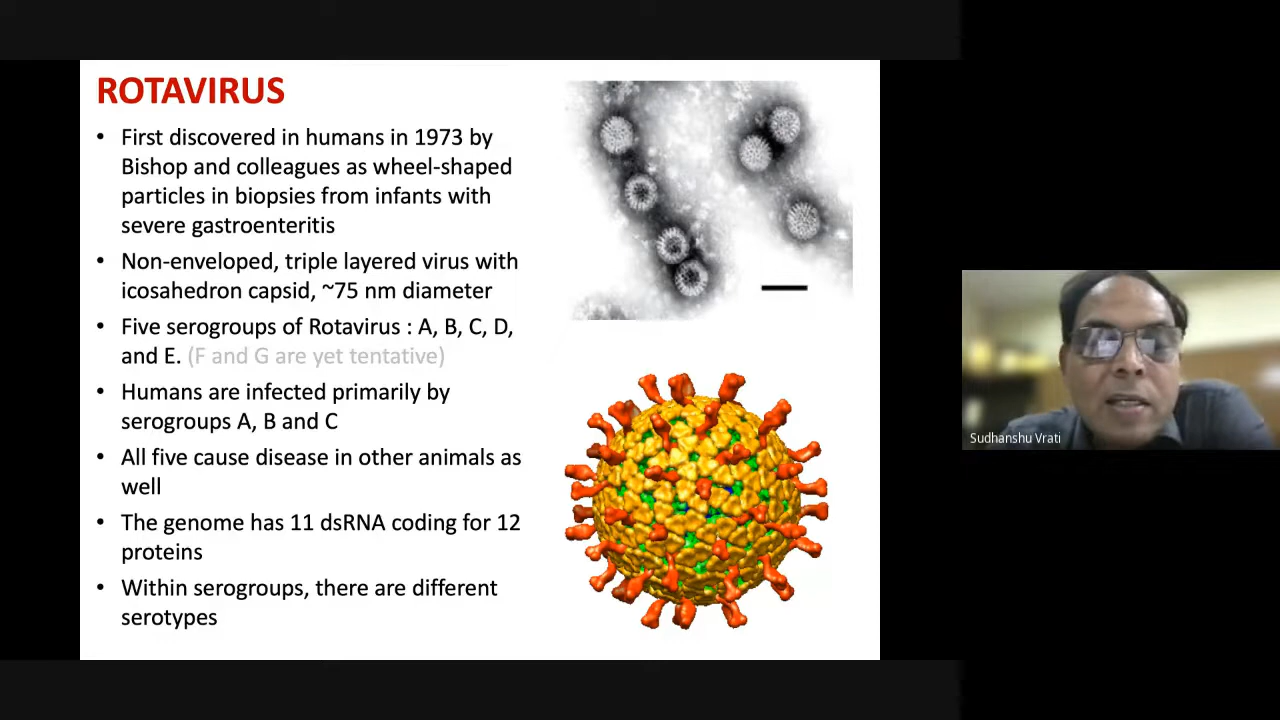 ROTAVIRUS
• First discovered in humans in 1973 by
Bishop and colleagues as wheel-shaped
particles in biopsies from infants with
severe gastroenteritis
• Non-enveloped, triple layered virus with
icosahedron capsid, ~75 nm diameter
• Five serogroups of Rotavirus : A, B, C, D,
and E. (F and G are yet tentative)
• Humans are infected primarily by
serogroups A, B and C
• All five cause disease in other animals as
well
• The genome has 11 dsRNA coding for 12
proteins
• Within serogroups, there are different
serotypes
Sudhanshu Vrati